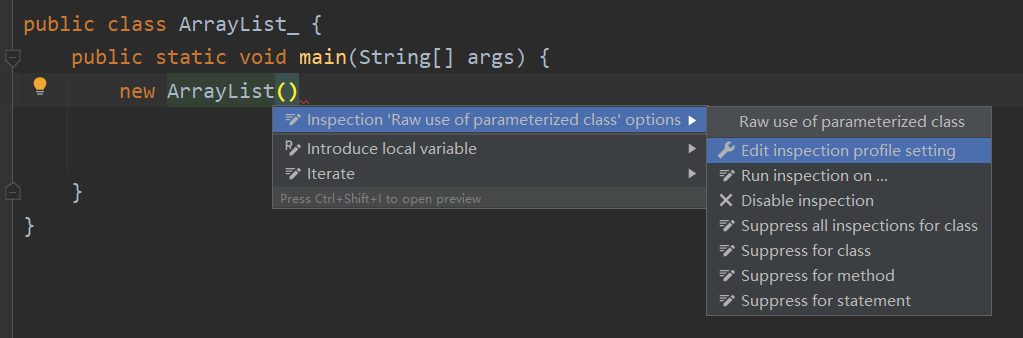 public class ArrayList_ {
public static void main(String[] args) {
new ArrayList()
Inspection 'Raw use of parameterized class' options
Introduce local variable
Iterate
Press Ctrl+Shift+I to open preview
Raw use of parameterized class
Edit inspection profile setting
Run inspection on ...
Disable inspection
Suppress all inspections for class
Suppress for class
Suppress for method
Suppress for statement
}
}